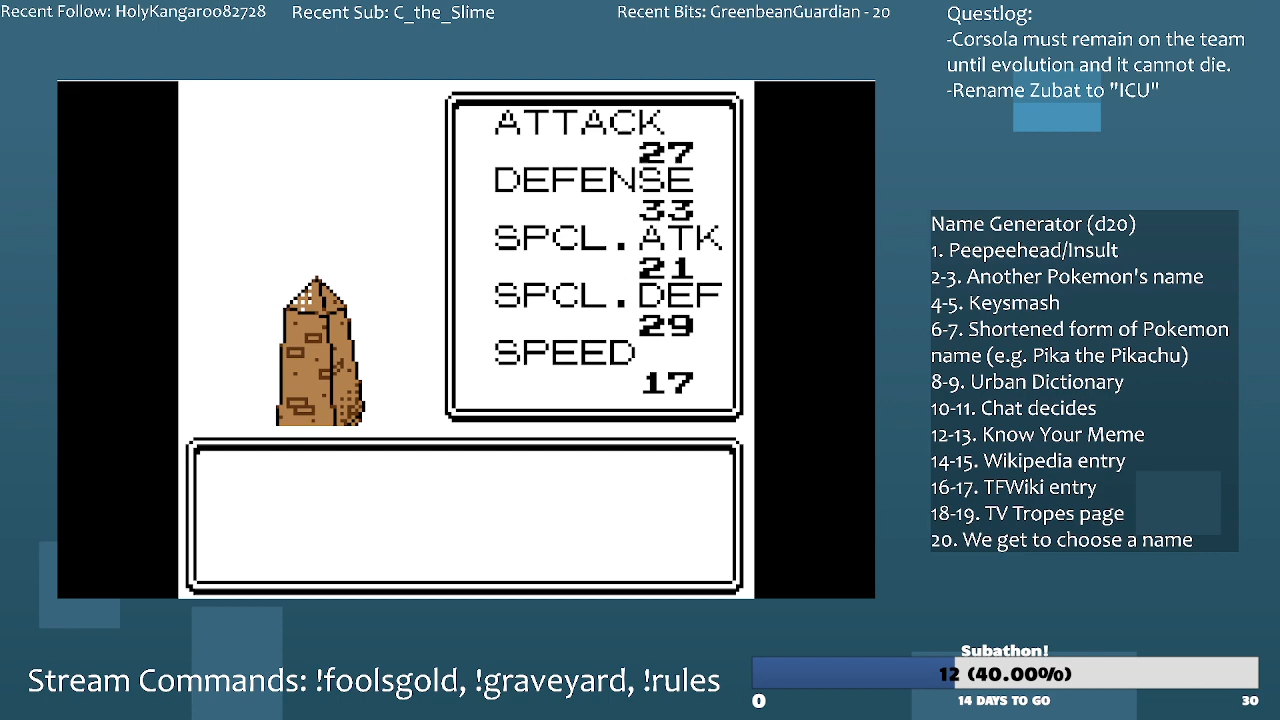 Recent Follow: HolyKangaroo82728
Recent Sub: C_the_Slime
Recent Bits: GreenbeanGuardian - 20
Questlog:
-Corsola must remain on the team
until evolution and it cannot die.
-Rename Zubat to "ICU"
ATTACK
27
DEFENSE
33
SPCL.ATK
21
SPCL.DEF
29
SPEED
17
Name Generator (d20)
1. Peepeehead/Insult
2-3. Another Pokemon's name
4-5. Keysmash
6-7. Shortened form of Pokemon
name (e.g. Pika the Pikachu)
8-9. Urban Dictionary
10-11. Chat decides
12-13. Know Your Meme
14-15. Wikipedia entry
16-17. TFWiki entry
18-19. TV Tropes page
20. We get to choose a name
Stream Commands: !foolsgold, !graveyard, !rules
Subathon!
12 (40.00%)
0
14 DAYS TO GO
30